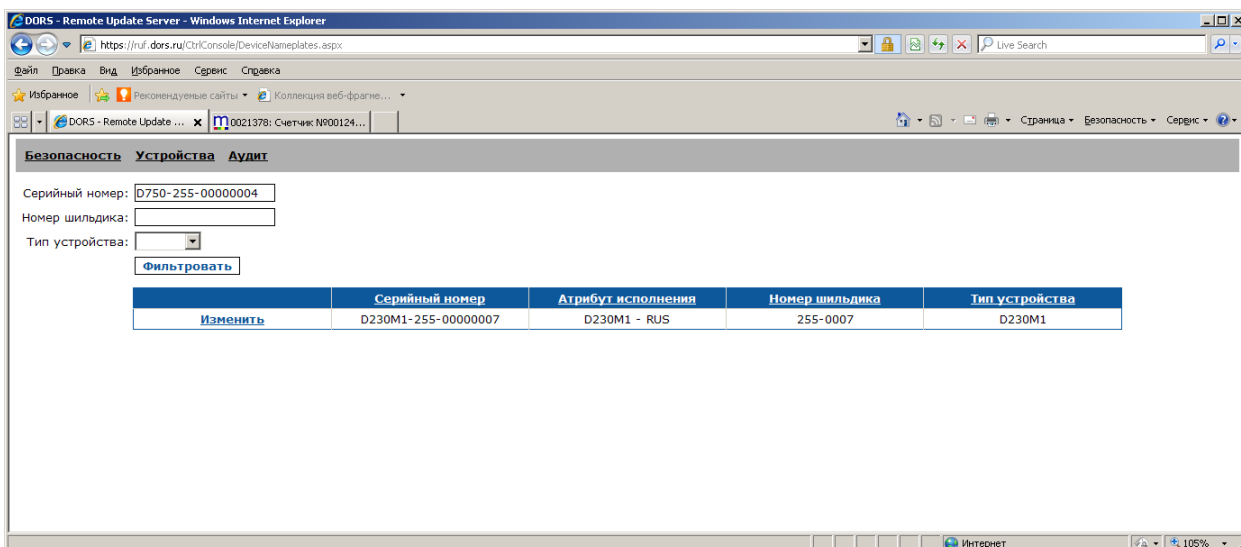 DORS - Remote Update Server - Windows Internet Explorer
https://ruf.dors.ru/CtrlConsole/DeviceNameplates.aspx Live Search
Файл Правка Вид Избранное Сервис Справка
Избранное Рекомендуемые сайты Коллекция веб-фрагме...
DORS - Remote Update ... 0021378: Счетчик №00124... Страница Безопасность Сервис
Безопасность Устройства Аудит
Серийный номер: D750-255-00000004
Номер шильдика:
Тип устройства:
Фильтровать
Серийный номер Атрибут исполнения Номер шильдика Тип устройства
Изменить D230M1-255-00000007 D230M1 - RUS 255-0007 D230M1
Интернет 105%